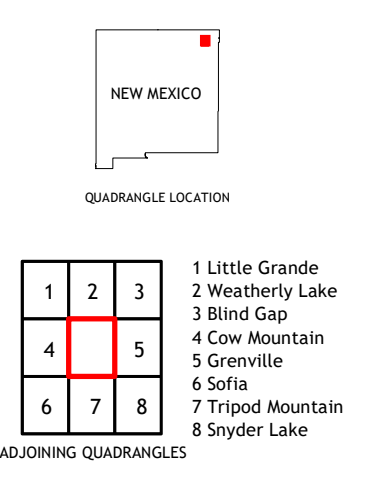 NEW MEXICO
QUADRANGLE LOCATION
1 2 3
4 5
6 7 8
ADJOINING QUADRANGLES
1 Little Grande
2 Weatherly Lake
3 Blind Gap
4 Cow Mountain
5 Grenville
6 Sofia
7 Tripod Mountain
8 Snyder Lake